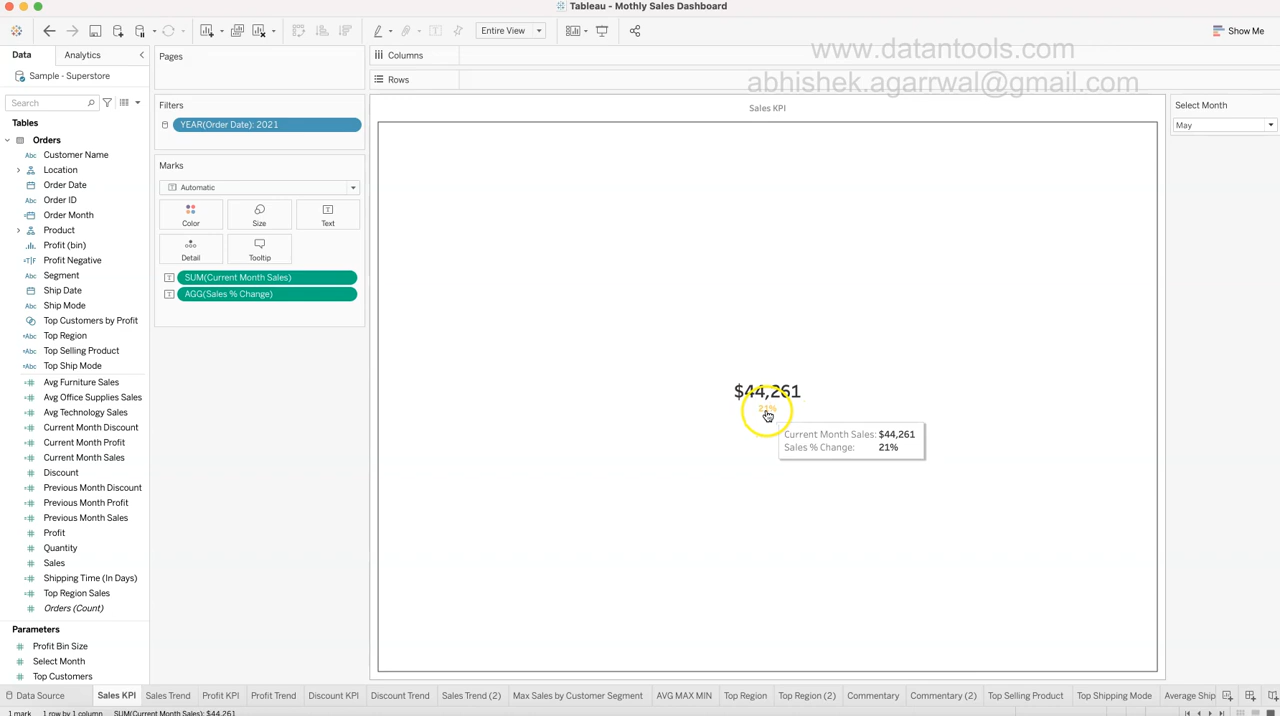 Tableau - Mothly Sales Dashboard
Entire View
Show Me
www.datantools.com
abhishek.agarrwal@gmail.com
Data
Analytics
Sample - Superstore
Search
Tables
Orders
Abc Customer Name
Location
Order Date
Abc Order ID
Order Month
Product
Profit (bin)
=T|F Profit Negative
Abc Segment
Ship Date
Abc Ship Mode
Top Customers by Profit
=Abc Top Region
=Abc Top Selling Product
=Abc Top Ship Mode
Avg Furniture Sales
Avg Office Supplies Sales
Avg Technology Sales
Current Month Discount
Current Month Profit
Current Month Sales
Discount
Previous Month Discount
Previous Month Profit
Previous Month Sales
Profit
Quantity
Sales
Shipping Time (In Days)
Top Region Sales
Orders (Count)
Parameters
Profit Bin Size
Select Month
Top Customers
Pages
Filters
YEAR(Order Date): 2021
Marks
Automatic
Color
Size
Text
Detail
Tooltip
SUM(Current Month Sales)
AGG(Sales % Change)
Columns
Rows
Sales KPI
$44,261
21%
Current Month Sales: $44,261
Sales % Change: 21%
Select Month
May
Data Source
Sales KPI
Sales Trend
Profit KPI
Profit Trend
Discount KPI
Discount Trend
Sales Trend (2)
Max Sales by Customer Segment
AVG MAX MIN
Top Region
Top Region (2)
Commentary
Commentary (2)
Top Selling Product
Top Shipping Mode
Average Ship
1 mark
1 row by 1 column
SUM(Current Month Sales): $44,261